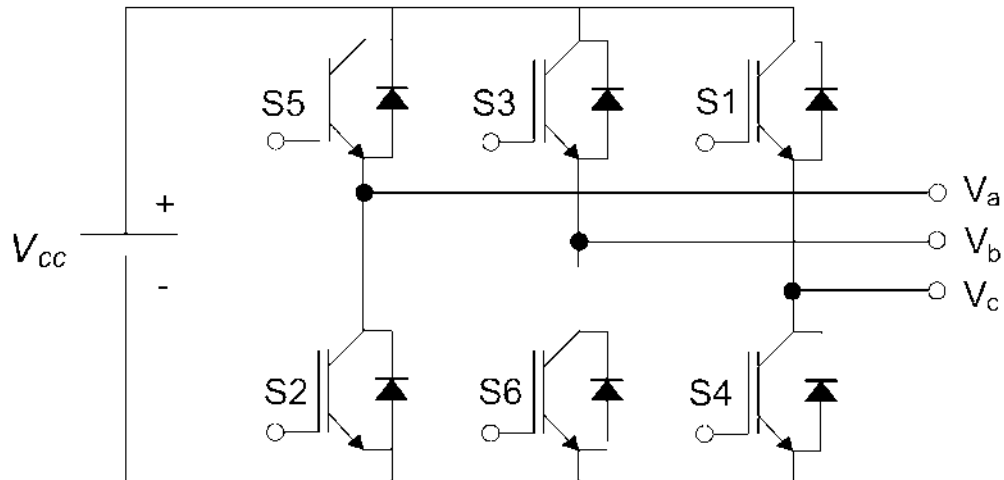 S5 S3 S1
+
Va
Vcc
Vb
-
Vc
S2 S6 S4